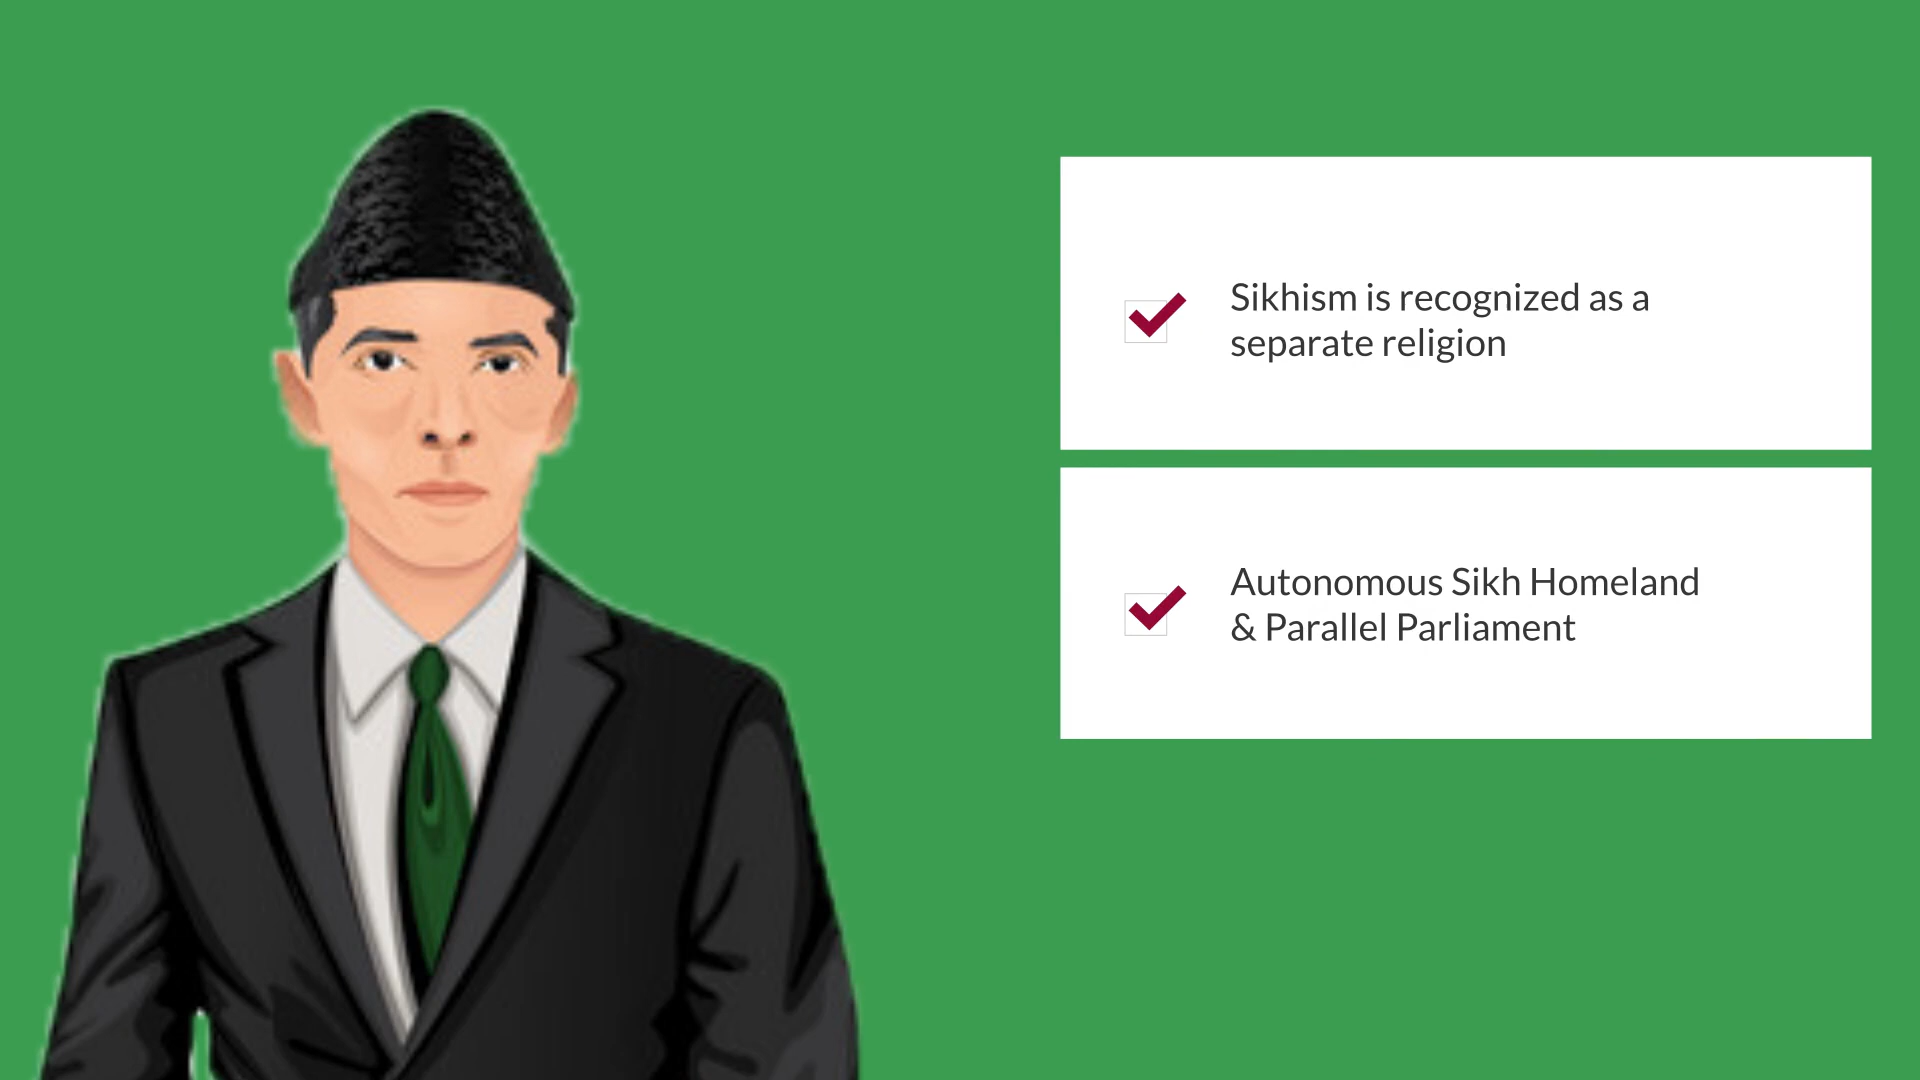 Sikhism is recognized as a
separate religion
Autonomous Sikh Homeland
& Parallel Parliament